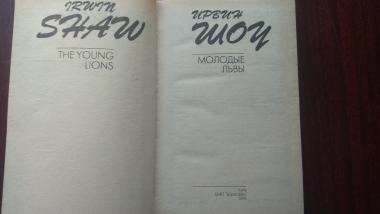 IRWIN
SHAW
THE YOUNG
LIONS
ИРВИН
ШОУ
МОЛОДЫЕ
ЛЬВЫ